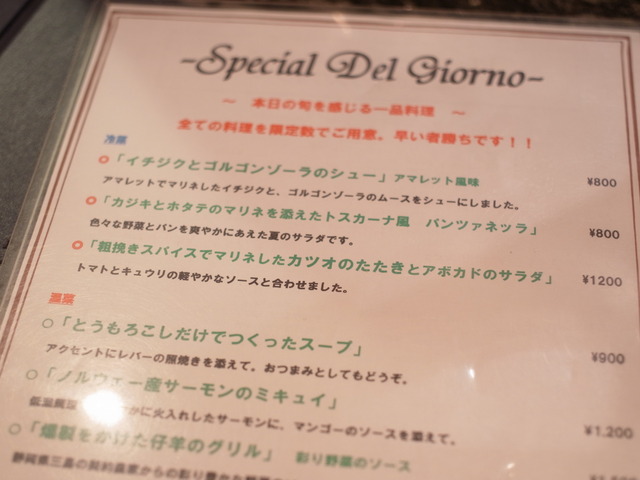 -Special Del Giorno-
～ 本日の旬を感じる一品料理 ～
全ての料理を限定数でご用意。早い者勝ちです！！
冷菜
○「イチジクとゴルゴンゾーラのシュー」アマレット風味 ¥800
アマレットでマリネしたイチジクと、ゴルゴンゾーラのムースをシューにしました。
○「カジキとホタテのマリネを添えたトスカーナ風 パンツァネッラ」 ¥800
色々な野菜とパンを爽やかにあえた夏のサラダです。
○「粗挽きスパイスでマリネしたカツオのたたきとアボカドのサラダ」 ¥1200
トマトとキュウリの軽やかなソースと合わせました。
温菜
○「とうもろこしだけでつくったスープ」 ¥900
アクセントにレバーの照焼きを添えて。おつまみとしてもどうぞ。
○「ノルウェー産サーモンのミキュイ」 ¥1.200
かに火入れしたサーモンに、マンゴーのソースを添えて。
○「燻製をかけた仔羊のグリル」 彩り野菜のソース